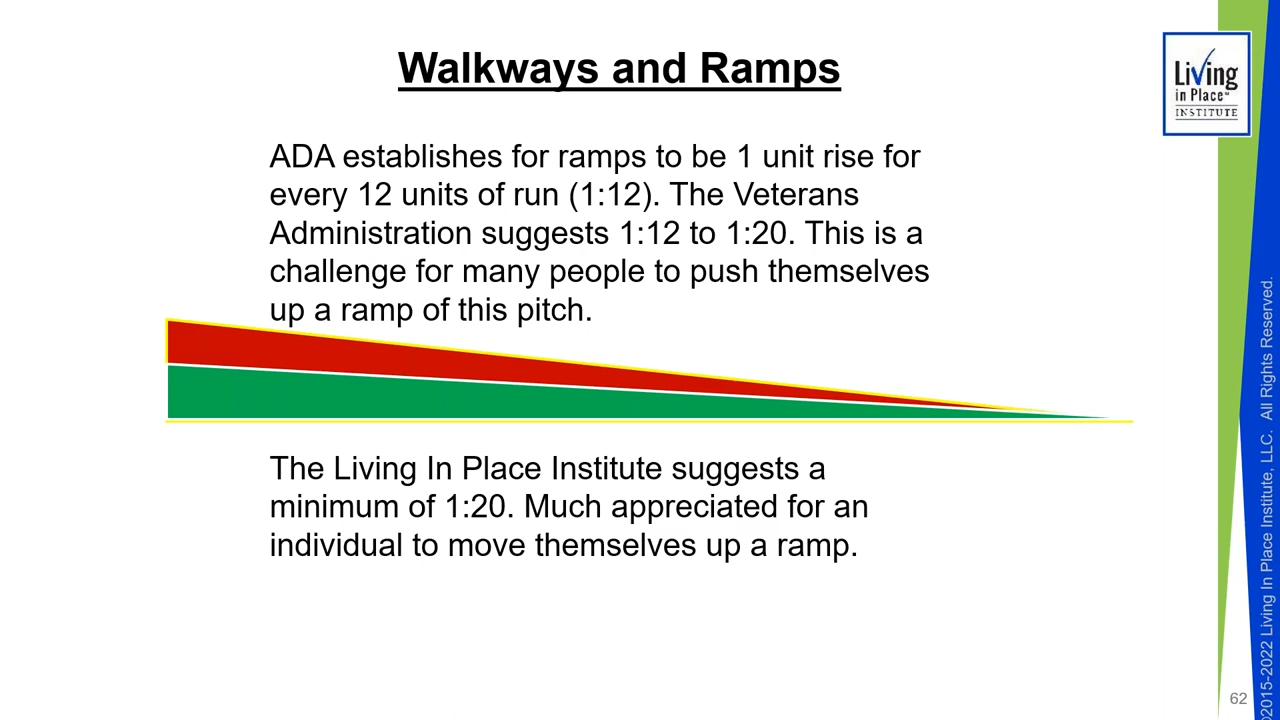 Walkways and Ramps
Living
in Place™
INSTITUTE
ADA establishes for ramps to be 1 unit rise for
every 12 units of run (1:12). The Veterans
Administration suggests 1:12 to 1:20. This is a
challenge for many people to push themselves
up a ramp of this pitch.
The Living In Place Institute suggests a
minimum of 1:20. Much appreciated for an
individual to move themselves up a ramp.
2015-2022 Living In Place Institute, LLC.  All Rights Reserved.
62